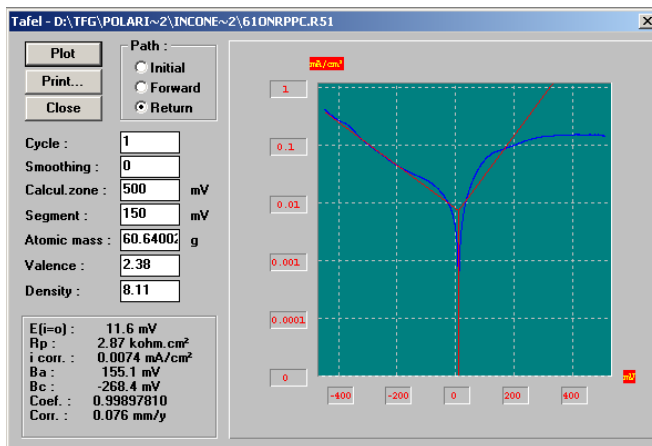 Tafel - D:\TFG\POLARI~2\INCONE~2\61ONRPPC.R51
Plot
Print...
Close
Path :
Initial
Forward
Return
Cycle : 1
Smoothing : 0
Calcul.zone : 500 mV
Segment : 150 mV
Atomic mass : 60.64002 g
Valence : 2.38
Density : 8.11
E(i=o) : 11.6 mV
Rp : 2.87 kohm.cm²
i corr. : 0.0074 mA/cm²
Ba : 155.1 mV
Bc : -268.4 mV
Coef. : 0.99897810
Corr. : 0.076 mm/y
mA/cm²
1
0.1
0.01
0.001
0.0001
0
-400 -200 0 200 400
mV